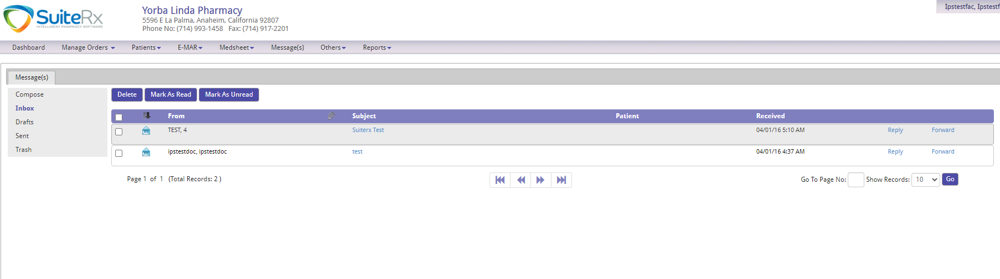 SuiteRx
INTELLIGENT PHARMACY SOFTWARE
Yorba Linda Pharmacy
5596 E La Palma, Anaheim, California 92807
Phone No: (714) 993-1458 Fax: (714) 917-2201
Ipstestfac, Ipstestf
Dashboard Manage Orders Patients E-MAR Medsheet Message(s) Others Reports
Message(s)
Compose
Inbox
Drafts
Sent
Trash
Delete Mark As Read Mark As Unread
From Subject Patient Received
TEST, 4 Suiterx Test 04/01/16 5:10 AM Reply Forward
ipstestdoc, ipstestdoc test 04/01/16 4:37 AM Reply Forward
Page 1 of 1 (Total Records: 2 ) Go To Page No: Show Records: 10 Go